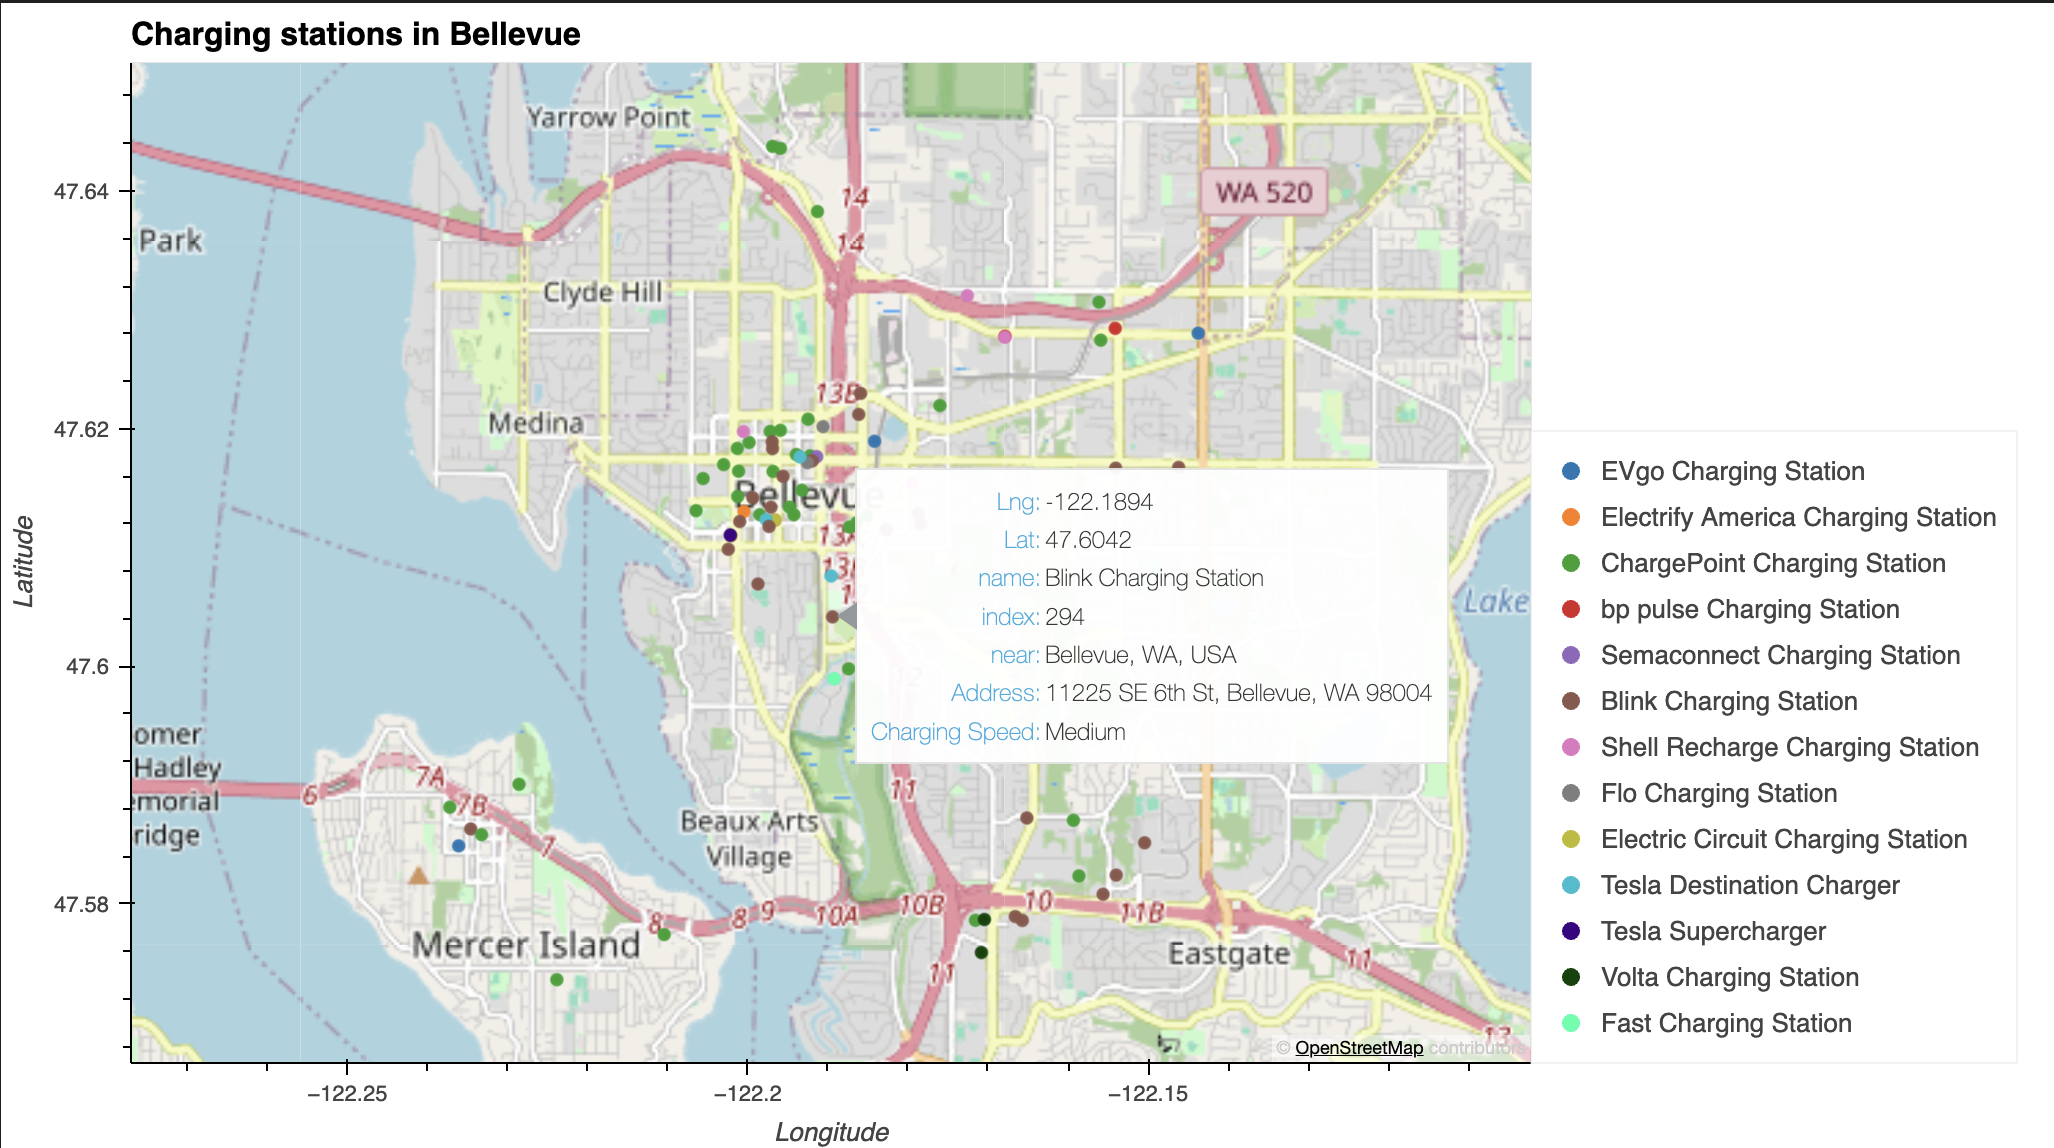 Charging stations in Bellevue
Yarrow Point
47.64
WA 520
14
Park
14
Clyde Hill
13B
Medina
47.62
EVgo Charging Station
Bellevue
Lng: -122.1894
Electrify America Charging Station
Lat: 47.6042
ChargePoint Charging Station
name: Blink Charging Station
Latitude
Lake
bp pulse Charging Station
index: 294
near: Bellevue, WA, USA
Semaconnect Charging Station
47.6
12
Address: 11225 SE 6th St, Bellevue, WA 98004
Blink Charging Station
Charging Speed: Medium
Shell Recharge Charging Station
omer
Hadley
emorial
ridge
7A
7B
6
11
Flo Charging Station
Beaux Arts
Village
7
Electric Circuit Charging Station
Tesla Destination Charger
47.58
8
8
9
10A
10B
10
11B
Tesla Supercharger
Mercer Island
Eastgate
11
11
Volta Charging Station
13
Fast Charging Station
© OpenStreetMap contributors
−122.25
−122.2
−122.15
Longitude